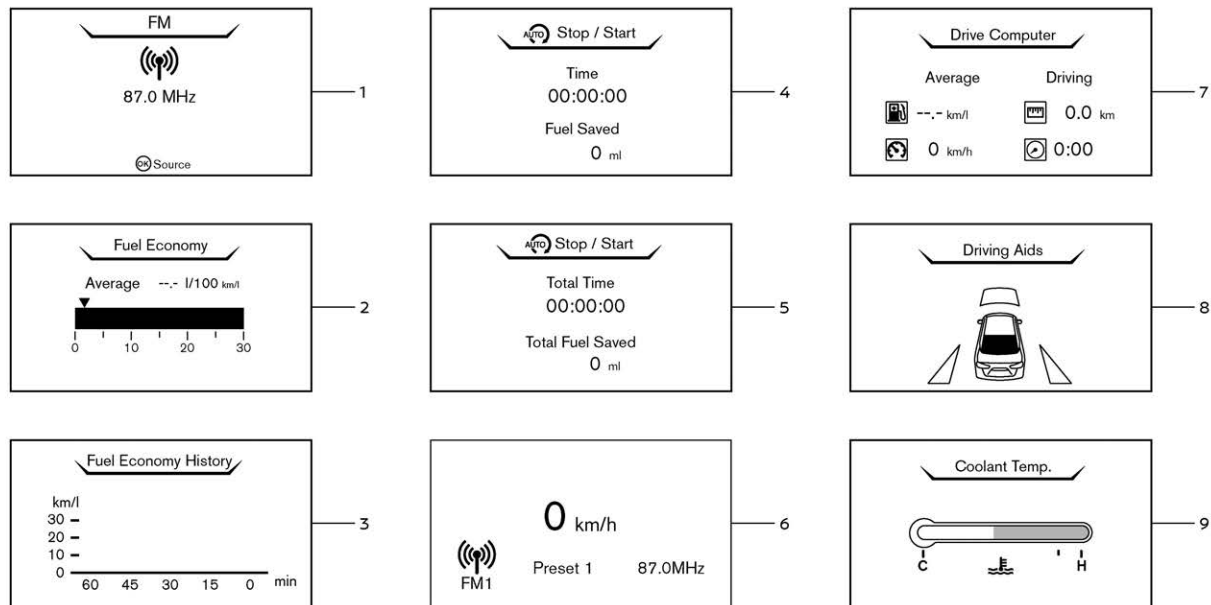 FM
87.0 MHz
OK Source
1
Fuel Economy
Average --.- l/100 km/l
0 10 20 30
2
Fuel Economy History
km/l
30
20
10
0
60 45 30 15 0 min
3
AUTO Stop / Start
Time
00:00:00
Fuel Saved
0 ml
4
AUTO Stop / Start
Total Time
00:00:00
Total Fuel Saved
0 ml
5
0 km/h
FM1 Preset 1 87.0MHz
6
Drive Computer
Average Driving
--.- km/l 0.0 km
0 km/h 0:00
7
Driving Aids
8
Coolant Temp.
C H
9